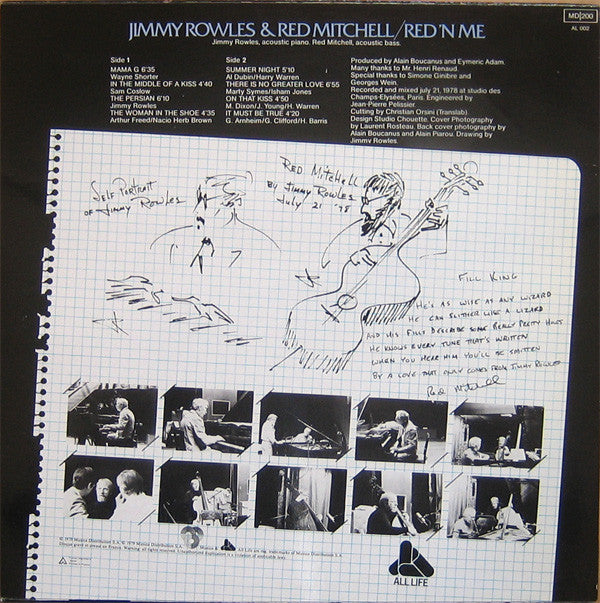 MD 200
AL 002
JIMMY ROWLES & RED MITCHELL/RED 'N ME
Jimmy Rowles, acoustic piano. Red Mitchell, acoustic bass.
Side 1
MAMA G 6'35
Wayne Shorter
IN THE MIDDLE OF A KISS 4'40
Sam Coslow
THE PERSIAN 6'10
Jimmy Rowles
THE WOMAN IN THE SHOE 4'35
Arthur Freed/Nacio Herb Brown
Side 2
SUMMER NIGHT 5'10
Al Dubin/Harry Warren
THERE IS NO GREATER LOVE 6'55
Marty Symes/Isham Jones
ON THAT KISS 4'50
M. Dixon/J. Young/H. Warren
IT MUST BE TRUE 4'20
G. Arnheim/G. Clifford/H. Barris
Produced by Alain Boucanus and Eymeric Adam.
Many thanks to Mr. Henri Renaud.
Special thanks to Simone Ginibre and
Georges Wein.
Recorded and mixed july 21, 1978 at studio des
Champs-Elysées, Paris. Engineered by
Jean-Pierre Pelissier.
Cutting by Christian Orsini (Translab).
Design Studio Chouette. Cover Photography
by Laurent Rosteau. Back cover photography by
Alain Boucanus and Alain Piarou. Drawing by
Jimmy Rowles.
SELF PORTRAIT
OF JIMMY ROWLES
RED MITCHELL
BY JIMMY ROWLES
JULY 21 '78
FILL KING
HE'S AS WISE AS ANY WIZARD
HE CAN SLITHER LIKE A LIZARD
AND HIS FILLS DESCRIBE SOME REALLY PRETTY HOLES
HE KNOWS EVERY TUNE THAT'S WRITTEN
WHEN YOU HEAR HIM YOU'LL BE SMITTEN
BY A LOVE THAT ONLY COMES FROM JIMMY ROWLES
Red Mitchell
© 1979 Musica Distribution S.A. ℗ 1979 Musica Distribution S.A.
ALL LIFE